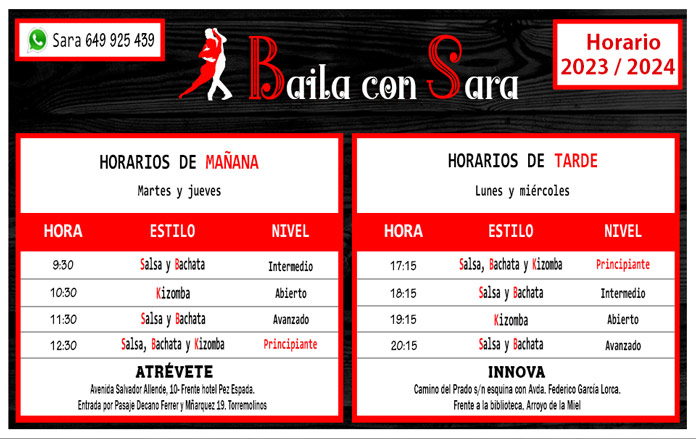 Sara 649 925 439
Baila con Sara
Horario
2023 / 2024
HORARIOS DE MAÑANA
Martes y jueves
HORA ESTILO NIVEL
9:30 Salsa y Bachata Intermedio
10:30 Kizomba Abierto
11:30 Salsa y Bachata Avanzado
12:30 Salsa, Bachata y Kizomba Principiante
ATRÉVETE
Avenida Salvador Allende, 10- Frente hotel Pez Espada.
Entrada por Pasaje Decano Ferrer y Mñarquez 19. Torremolinos
HORARIOS DE TARDE
Lunes y miércoles
HORA ESTILO NIVEL
17:15 Salsa, Bachata y Kizomba Principiante
18:15 Salsa y Bachata Intermedio
19:15 Kizomba Abierto
20:15 Salsa y Bachata Avanzado
INNOVA
Camino del Prado s/n esquina con Avda. Federico García Lorca.
Frente a la biblioteca, Arroyo de la Miel